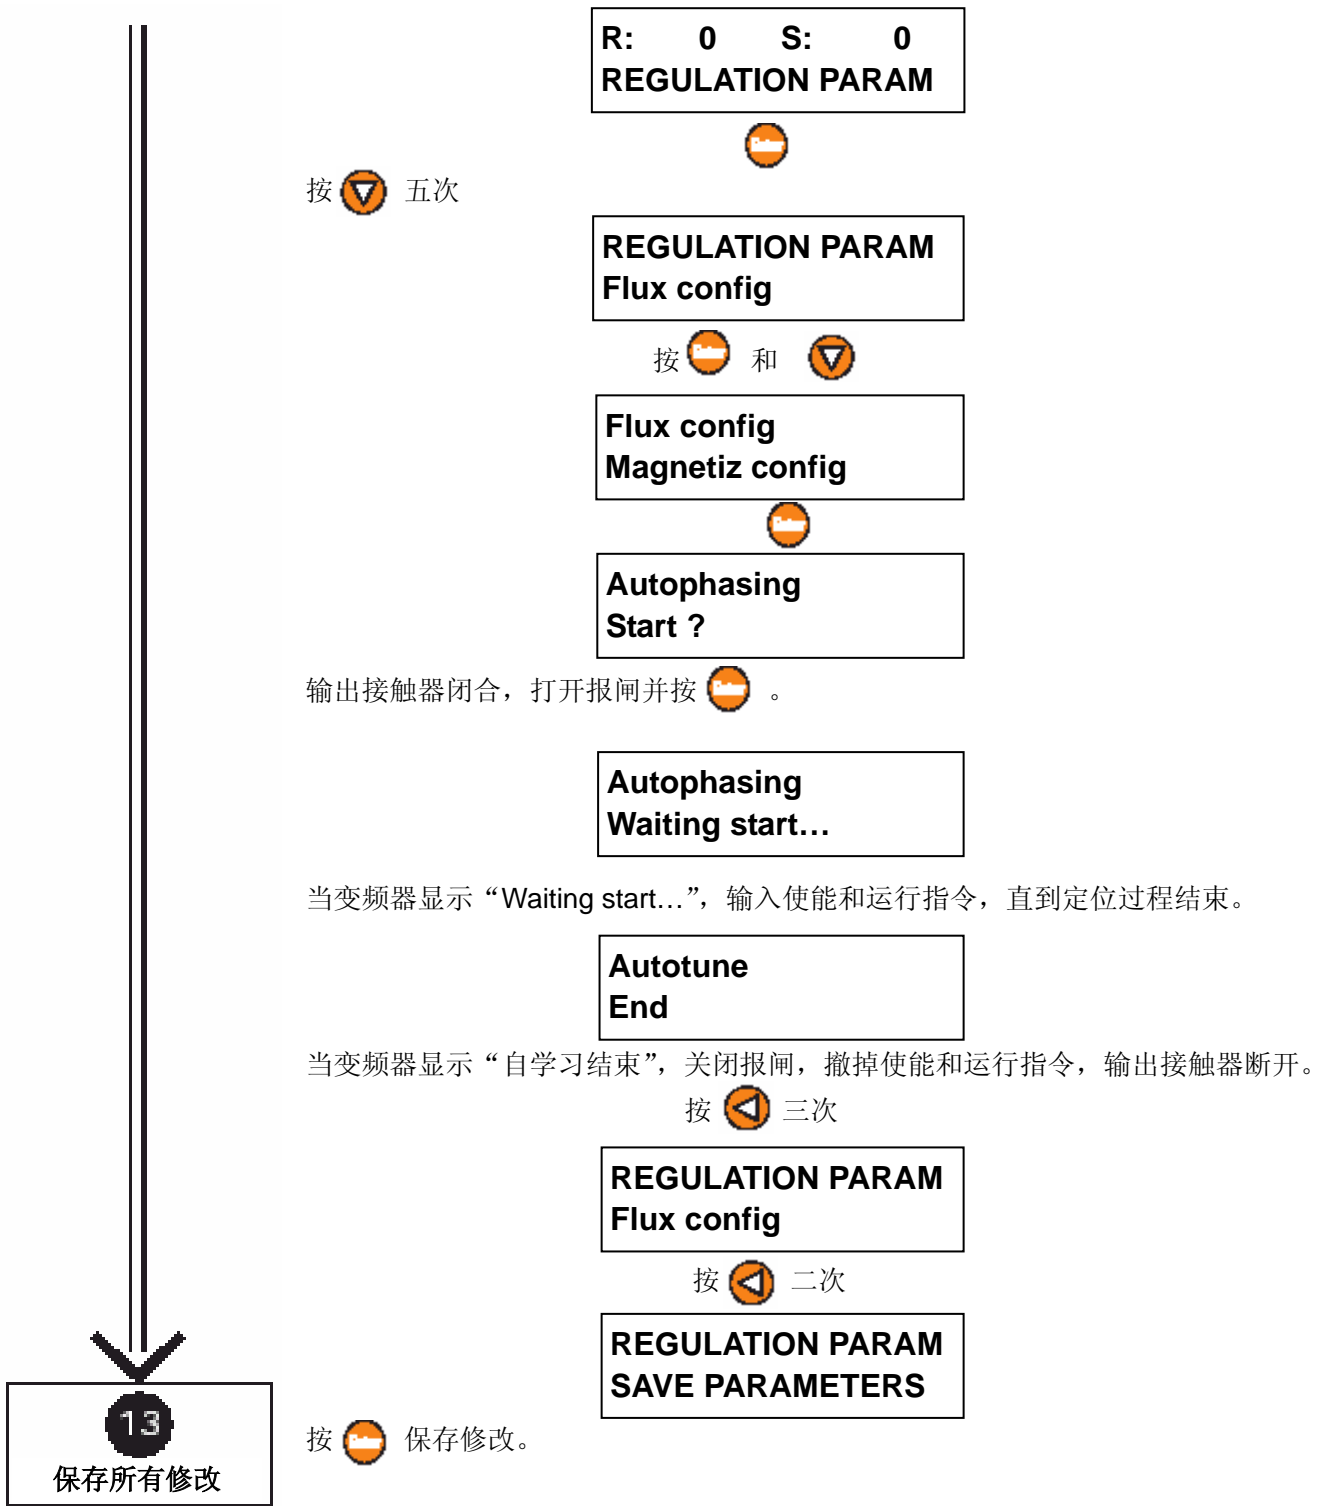 R: 0 S: 0
REGULATION PARAM
Enter
按 五次
REGULATION PARAM
Flux config
按 Enter 和
Flux config
Magnetiz config
Enter
Autophasing
Start ?
输出接触器闭合，打开报闸并按 Enter 。
Autophasing
Waiting start…
当变频器显示“Waiting start…”，输入使能和运行指令，直到定位过程结束。
Autotune
End
当变频器显示“自学习结束”，关闭报闸，撤掉使能和运行指令，输出接触器断开。
按 三次
REGULATION PARAM
Flux config
按 二次
REGULATION PARAM
SAVE PARAMETERS
13
保存所有修改
按 Enter 保存修改。